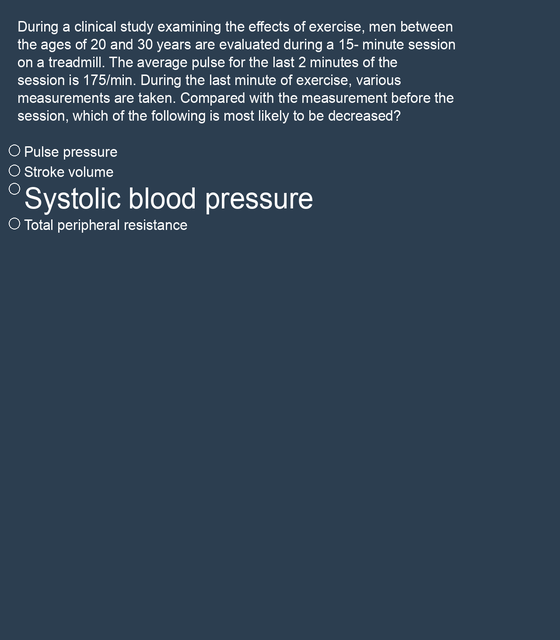 During a clinical study examining the effects of exercise, men between
the ages of 20 and 30 years are evaluated during a 15- minute session
on a treadmill. The average pulse for the last 2 minutes of the
session is 175/min. During the last minute of exercise, various
measurements are taken. Compared with the measurement before the
session, which of the following is most likely to be decreased?
Pulse pressure
Stroke volume
Systolic blood pressure
Total peripheral resistance